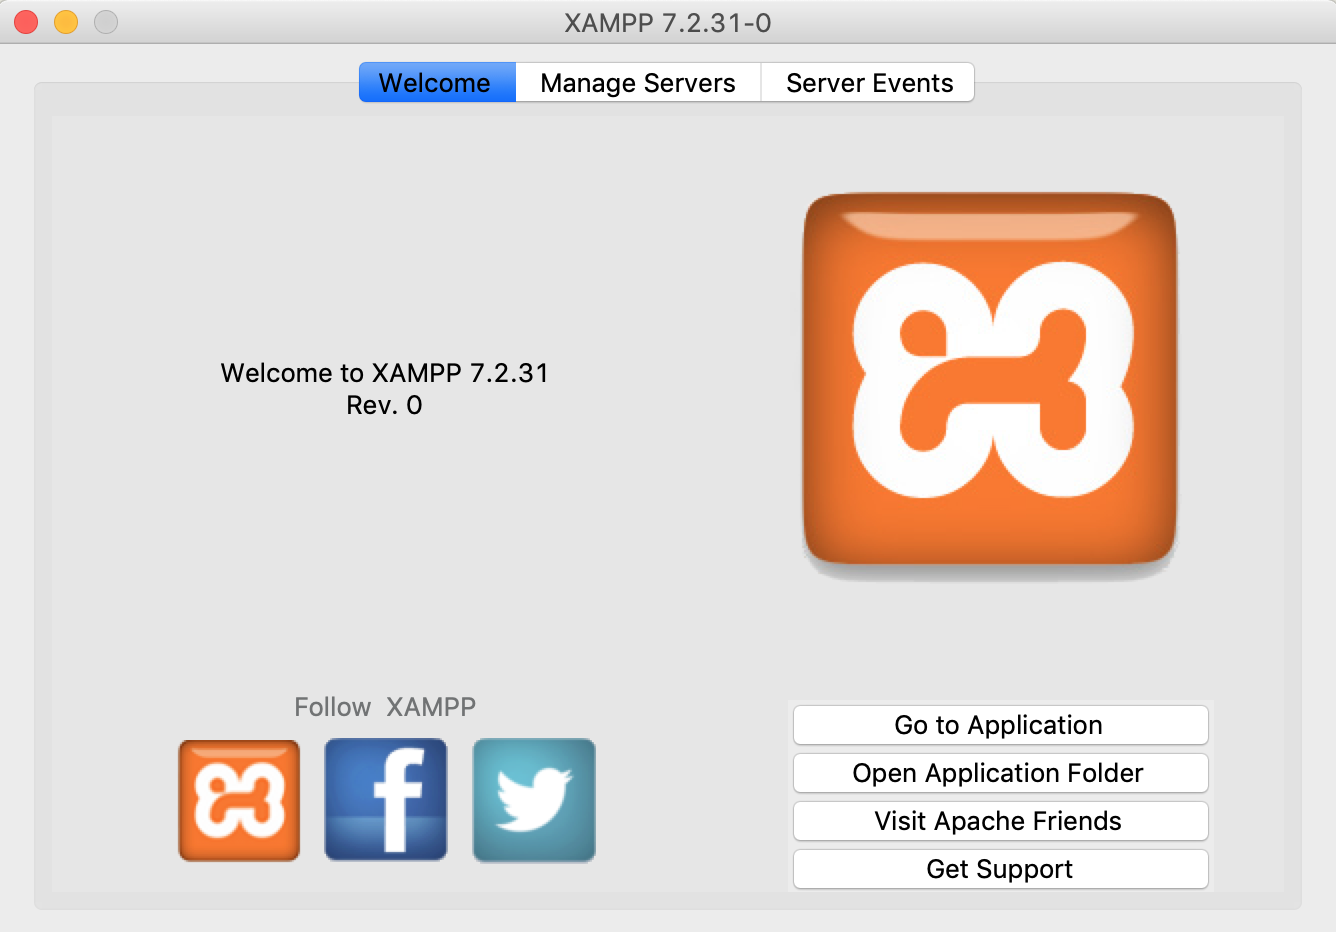 XAMPP 7.2.31-0
Welcome
Manage Servers
Server Events
Welcome to XAMPP 7.2.31
Rev. 0
Follow XAMPP
Go to Application
Open Application Folder
Visit Apache Friends
Get Support